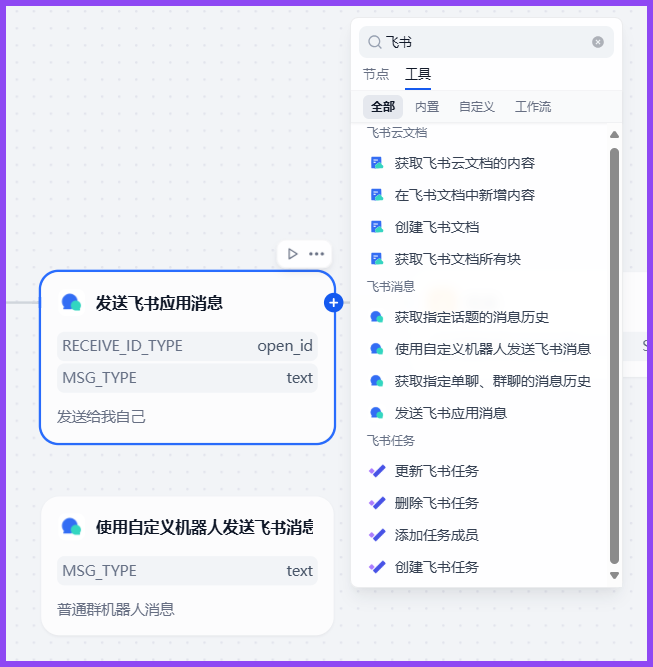 飞书
节点 工具
全部 内置 自定义 工作流
飞书云文档
获取飞书云文档的内容
在飞书文档中新增内容
创建飞书文档
获取飞书文档所有块
飞书消息
获取指定话题的消息历史
使用自定义机器人发送飞书消息
获取指定单聊、群聊的消息历史
发送飞书应用消息
飞书任务
更新飞书任务
删除飞书任务
添加任务成员
创建飞书任务
发送飞书应用消息
RECEIVE_ID_TYPE open_id
MSG_TYPE text
发送给我自己
使用自定义机器人发送飞书消息
MSG_TYPE text
普通群机器人消息